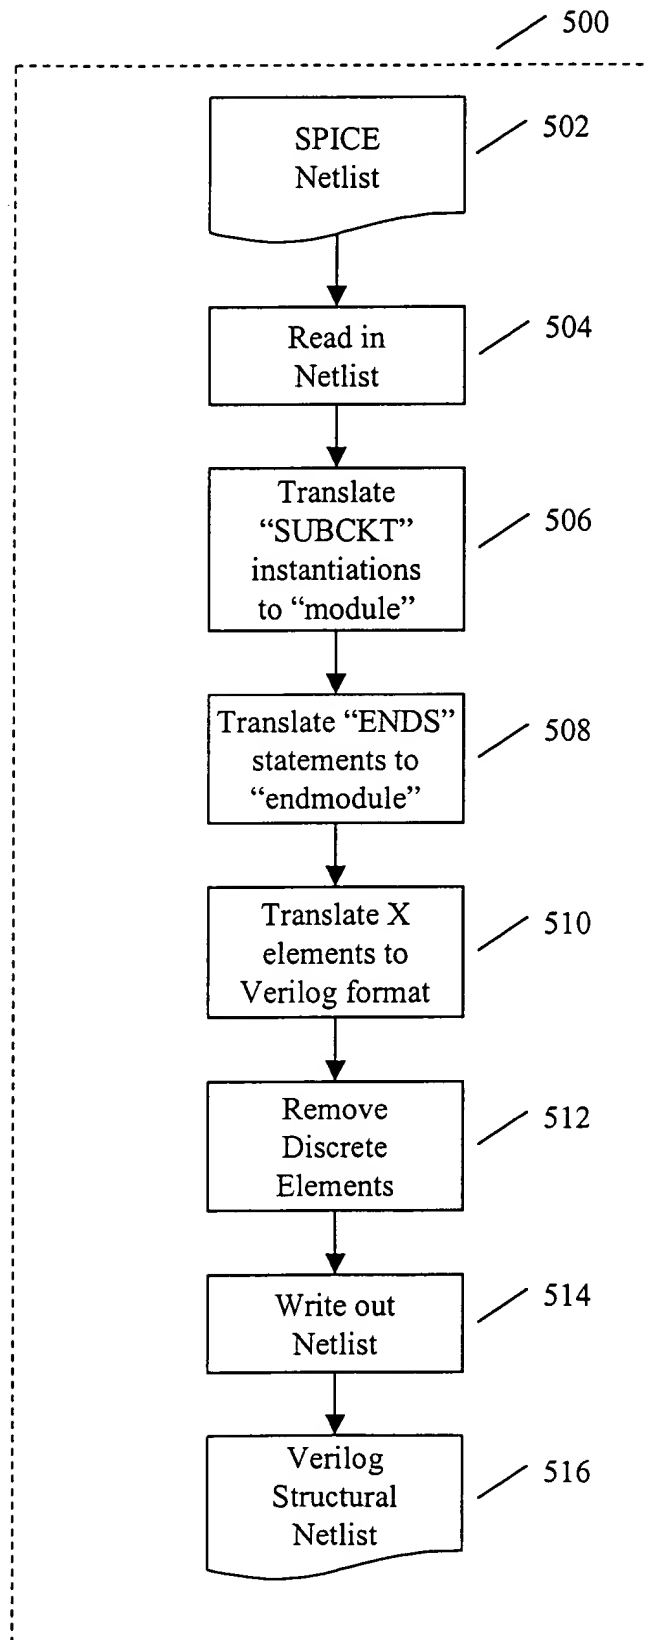 500
SPICE
Netlist
502
Read in
Netlist
504
Translate
“SUBCKT”
instantiations
to “module”
506
Translate “ENDS”
statements to
“endmodule”
508
Translate X
elements to
Verilog format
510
Remove
Discrete
Elements
512
Write out
Netlist
514
Verilog
Structural
Netlist
516